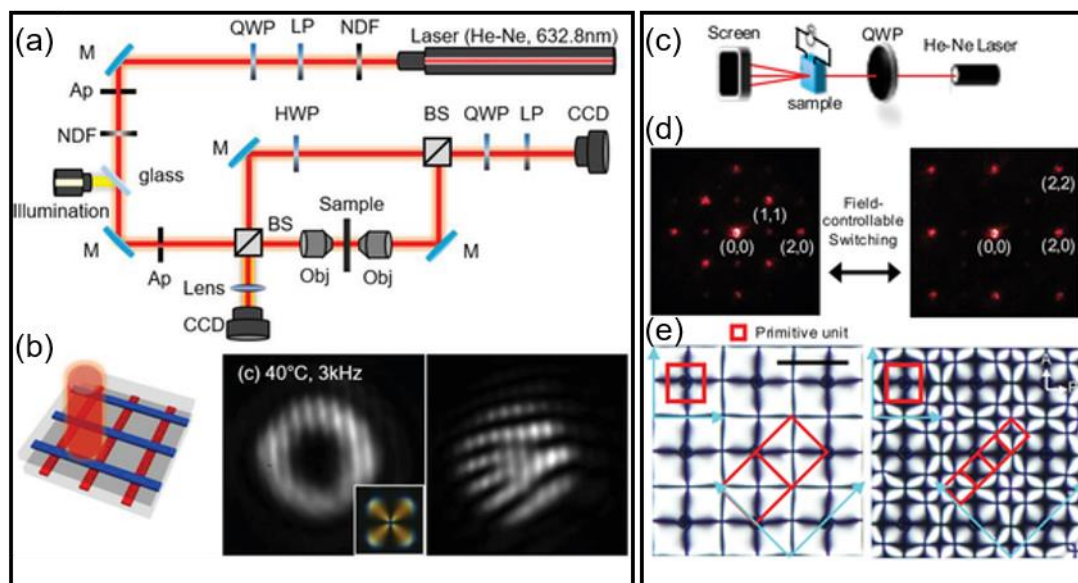 (a)
QWP LP NDF Laser (He-Ne, 632.8nm)
M
Ap
NDF
glass
Illumination
M
Ap
M
HWP
BS
QWP
LP
CCD
BS
Sample
Obj
Obj
M
Lens
CCD
(b)
(c) 40°C, 3kHz
(c)
Screen
sample
QWP
He-Ne Laser
(d)
(1,1)
(0,0)
(2,0)
Field-
controllable
Switching
(2,2)
(0,0)
(2,0)
(e)
Primitive unit
A